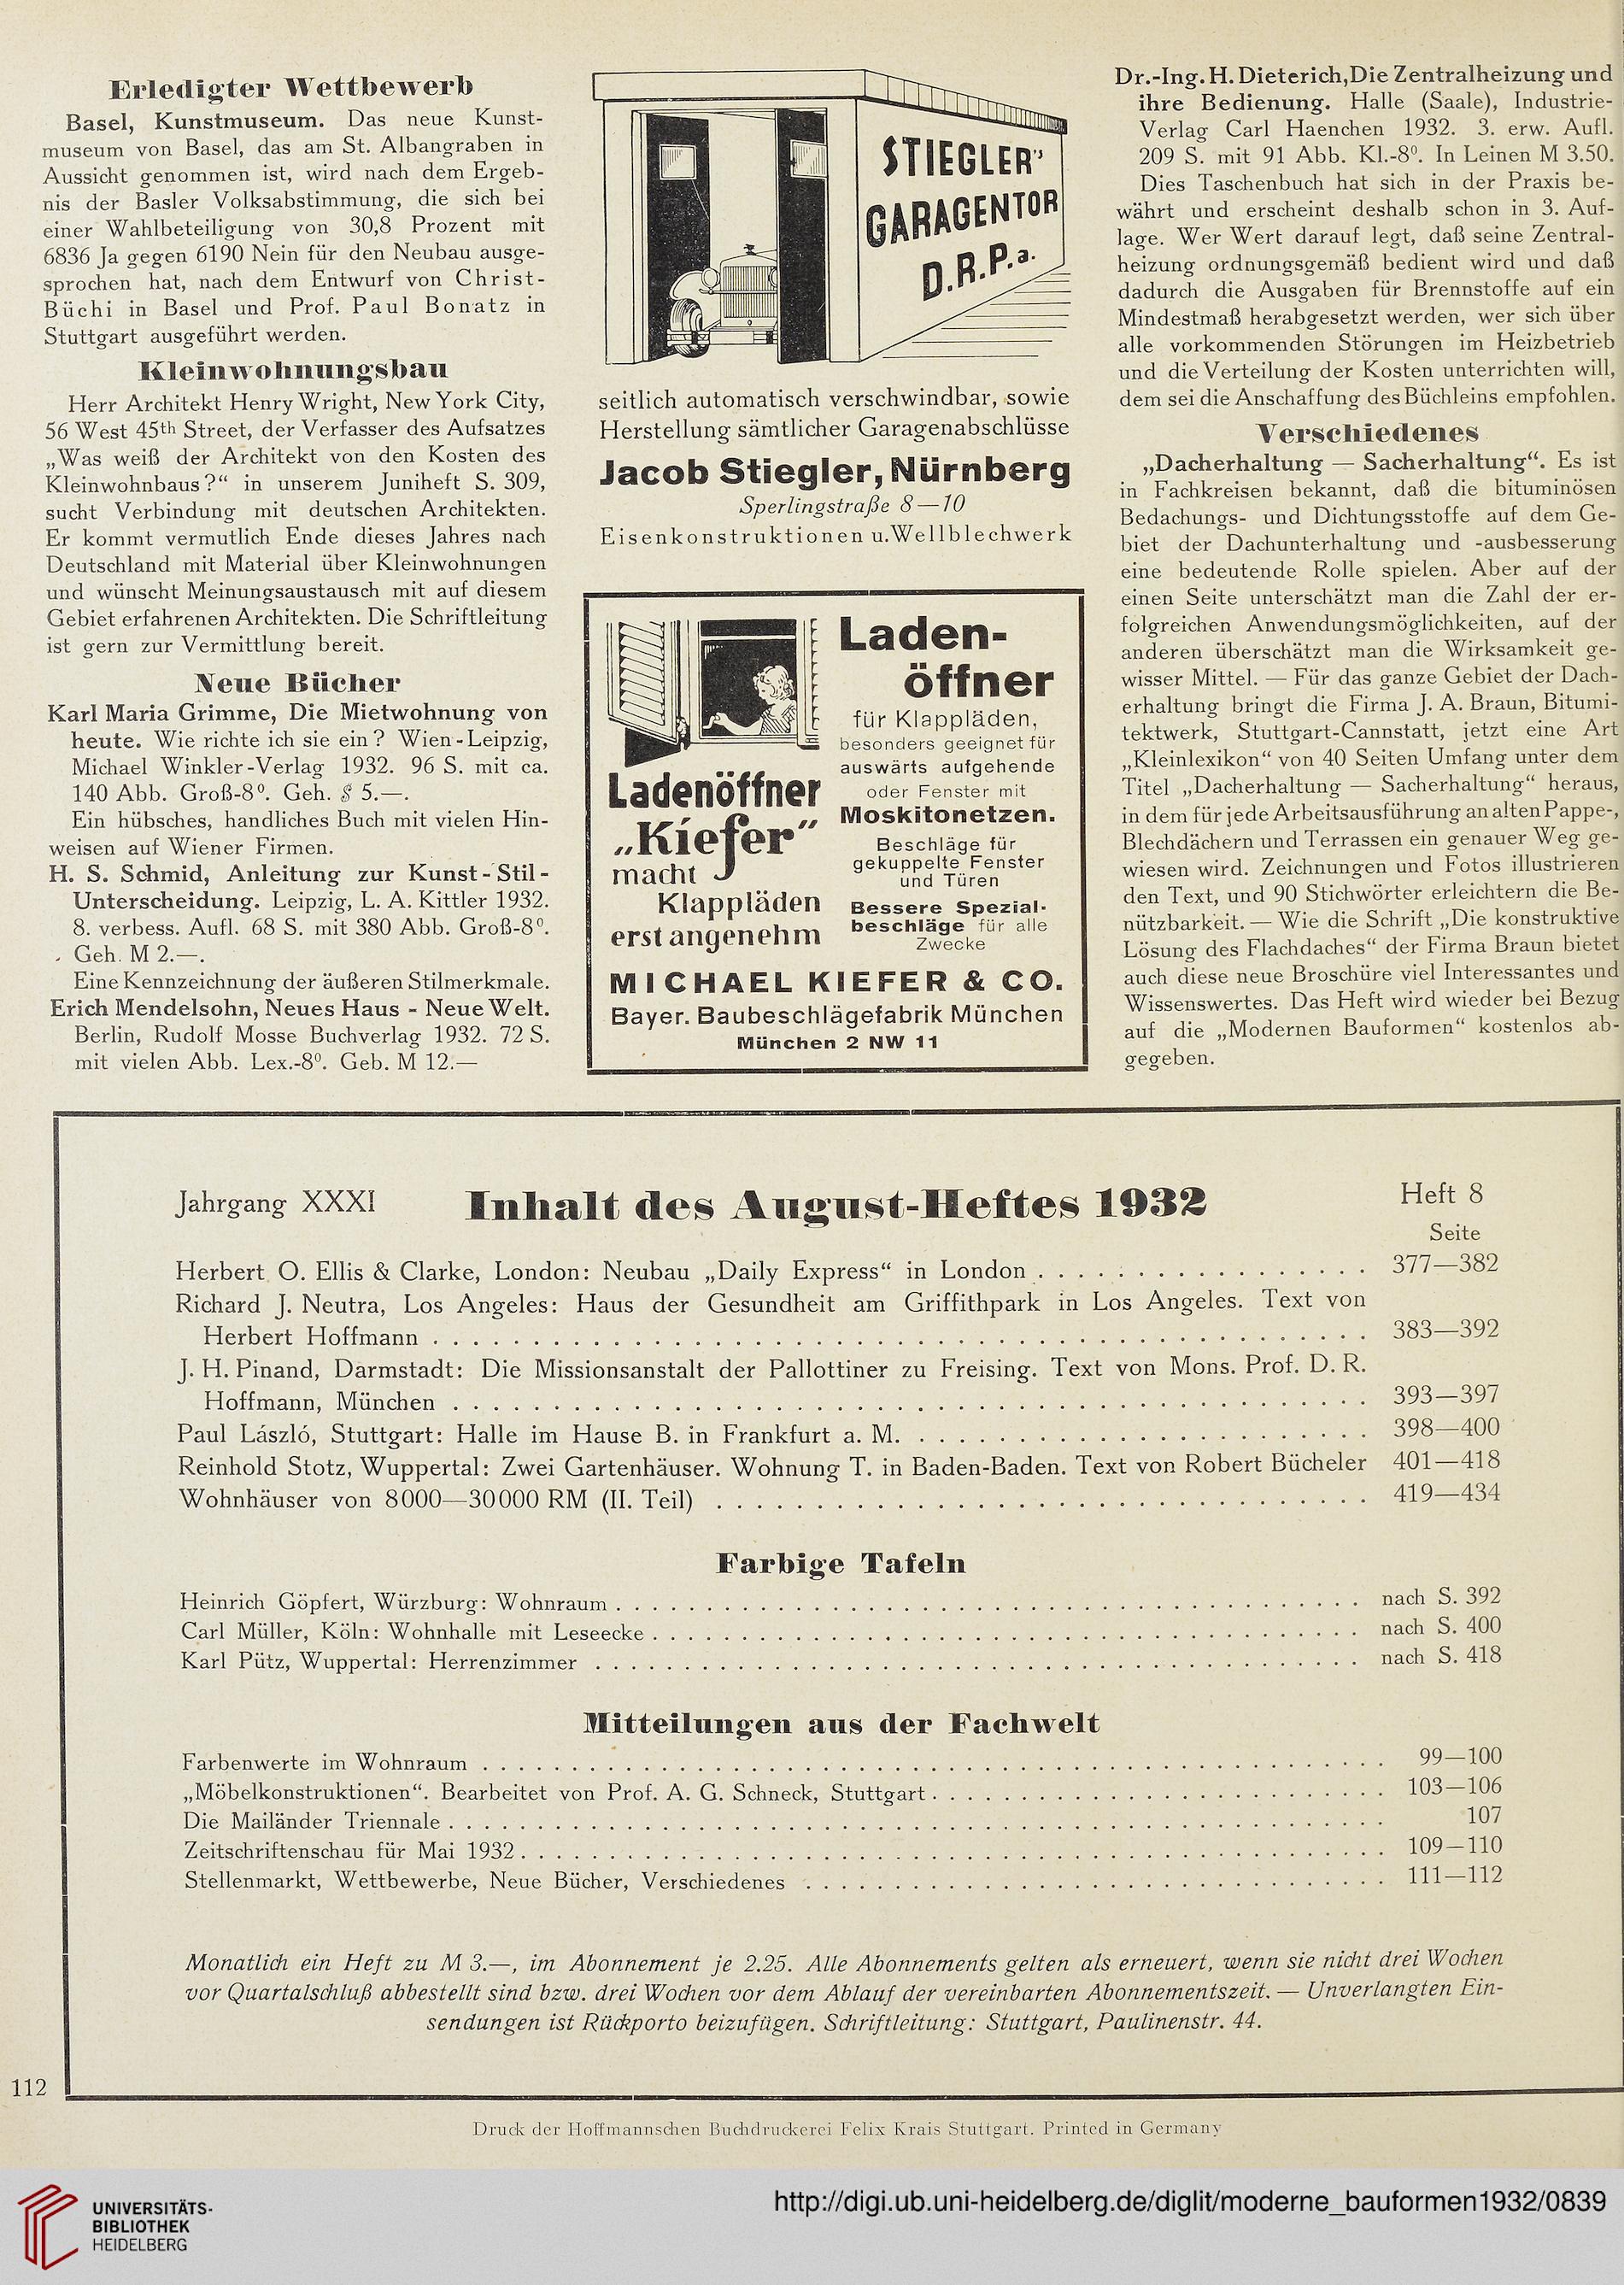 Erledigter Wettbewerb
Basel, Kunstmuseum. Das neue Kunst-
museum von Basel, das am St. Albangraben in
Aussicht genommen ist, wird nach dem Ergeb-
nis der Basler Volksabstimmung, die sich bei
einer Wahlbeteiligung von 30,8 Prozent mit
6836 Ja gegen 6190 Nein für den Neubau ausge-
sprochen hat, nach dem Entwurf von Christ-
Büchi in Basel und Prof. Paul Bonatz in
Stuttgart ausgeführt werden.
Kleinwohnungsbau
Herr Architekt Henry Wright, New York City,
56 West 45th Street, der Verfasser des Aufsatzes
„Was weiß der Architekt von den Kosten des
Kleinwohnbaus?“ in unserem Juniheft S. 309,
sucht Verbindung mit deutschen Architekten.
Er kommt vermutlich Ende dieses Jahres nach
Deutschland mit Material über Kleinwohnungen
und wünscht Meinungsaustausch mit auf diesem
Gebiet erfahrenen Architekten. Die Schriftleitung
ist gern zur Vermittlung bereit.
Neue Bücher
Karl Maria Grimme, Die Mietwohnung von
heute. Wie richte ich sie ein? Wien-Leipzig,
Michael Winkler-Verlag 1932. 96 S. mit ca.
140 Abb. Groß-8⁰. Geh. $ 5.—.
Ein hübsches, handliches Buch mit vielen Hin-
weisen auf Wiener Firmen.
H. S. Schmid, Anleitung zur Kunst-Stil-
Unterscheidung. Leipzig, L. A. Kittler 1932.
8. verbess. Aufl. 68 S. mit 380 Abb. Groß-8⁰.
Geh. M 2.—.
Eine Kennzeichnung der äußeren Stilmerkmale.
Erich Mendelsohn, Neues Haus - Neue Welt.
Berlin, Rudolf Mosse Buchverlag 1932. 72 S.
mit vielen Abb. Lex.-8⁰. Geb. M 12.—
STIEGLER“
GARAGENTOR
D.R.P.a.
seitlich automatisch verschwindbar, sowie
Herstellung sämtlicher Garagenabschlüsse
Jacob Stiegler, Nürnberg
Sperlingstraße 8—10
Eisenkonstruktionen u. Wellblechwerk
Laden-
öffner
für Klappläden,
besonders geeignet für
auswärts aufgehende
oder Fenster mit
Moskitonetzen.
Beschläge für
gekuppelte Fenster
und Türen
Bessere Spezial-
beschläge für alle
Zwecke
Ladenöffner
„Kiefer“
macht
Klappläden
erst angenehm
MICHAEL KIEFER & CO.
Bayer. Baubeschlägefabrik München
München 2 NW 11
Dr.-Ing. H. Dieterich, Die Zentralheizung und
ihre Bedienung. Halle (Saale), Industrie-
Verlag Carl Haenchen 1932. 3. erw. Aufl.
209 S. mit 91 Abb. Kl.-8⁰. In Leinen M 3.50.
Dies Taschenbuch hat sich in der Praxis be-
währt und erscheint deshalb schon in 3. Auf-
lage. Wer Wert darauf legt, daß seine Zentral-
heizung ordnungsgemäß bedient wird und daß
dadurch die Ausgaben für Brennstoffe auf ein
Mindestmaß herabgesetzt werden, wer sich über
alle vorkommenden Störungen im Heizbetrieb
und die Verteilung der Kosten unterrichten will,
dem sei die Anschaffung des Büchleins empfohlen.
Verschiedenes
„Dacherhaltung — Sacherhaltung“. Es ist
in Fachkreisen bekannt, daß die bituminösen
Bedachungs- und Dichtungsstoffe auf dem Ge-
biet der Dachunterhaltung und -ausbesserung
eine bedeutende Rolle spielen. Aber auf der
einen Seite unterschätzt man die Zahl der er-
folgreichen Anwendungsmöglichkeiten, auf der
anderen überschätzt man die Wirksamkeit ge-
wisser Mittel. — Für das ganze Gebiet der Dach-
erhaltung bringt die Firma J. A. Braun, Bitumi-
tektwerk, Stuttgart-Cannstatt, jetzt eine Art
„Kleinlexikon“ von 40 Seiten Umfang unter dem
Titel „Dacherhaltung — Sacherhaltung“ heraus,
in dem für jede Arbeitsausführung an alten Pappe-,
Blechdächern und Terrassen ein genauer Weg ge-
wiesen wird. Zeichnungen und Fotos illustrieren
den Text, und 90 Stichwörter erleichtern die Be-
nützbarkeit. — Wie die Schrift „Die konstruktive
Lösung des Flachdaches“ der Firma Braun bietet
auch diese neue Broschüre viel Interessantes und
Wissenswertes. Das Heft wird wieder bei Bezug
auf die „Modernen Bauformen“ kostenlos ab-
gegeben.
Jahrgang XXXI Inhalt des August-Heftes 1932 Heft 8
Seite
Herbert O. Ellis & Clarke, London: Neubau „Daily Express“ in London . . . . . 377—382
Richard J. Neutra, Los Angeles: Haus der Gesundheit am Griffithpark in Los Angeles. Text von
Herbert Hoffmann . . . . . 383—392
J. H. Pinand, Darmstadt: Die Missionsanstalt der Pallottiner zu Freising. Text von Mons. Prof. D. R.
Hoffmann, München . . . . . 393—397
Paul László, Stuttgart: Halle im Hause B. in Frankfurt a. M. . . . . . 398—400
Reinhold Stotz, Wuppertal: Zwei Gartenhäuser. Wohnung T. in Baden-Baden. Text von Robert Bücheler 401—418
Wohnhäuser von 8000—30000 RM (II. Teil) . . . . . 419—434
Farbige Tafeln
Heinrich Göpfert, Würzburg: Wohnraum . . . . . nach S. 392
Carl Müller, Köln: Wohnhalle mit Leseecke . . . . . nach S. 400
Karl Pütz, Wuppertal: Herrenzimmer . . . . . nach S. 418
Mitteilungen aus der Fachwelt
Farbenwerte im Wohnraum . . . . . 99—100
„Möbelkonstruktionen“. Bearbeitet von Prof. A. G. Schneck, Stuttgart . . . . . 103—106
Die Mailänder Triennale . . . . . 107
Zeitschriftenschau für Mai 1932 . . . . . 109—110
Stellenmarkt, Wettbewerbe, Neue Bücher, Verschiedenes . . . . . 111—112
Monatlich ein Heft zu M 3.—, im Abonnement je 2.25. Alle Abonnements gelten als erneuert, wenn sie nicht drei Wochen
vor Quartalschluß abbestellt sind bzw. drei Wochen vor dem Ablauf der vereinbarten Abonnementszeit. — Unverlangten Ein-
sendungen ist Rückporto beizufügen. Schriftleitung: Stuttgart, Paulinenstr. 44.
112
Druck der Hoffmannschen Buchdruckerei Felix Krais Stuttgart. Printed in Germany
UNIVERSITÄTS-
BIBLIOTHEK
HEIDELBERG
http://digi.ub.uni-heidelberg.de/diglit/moderne_bauformen1932/0839